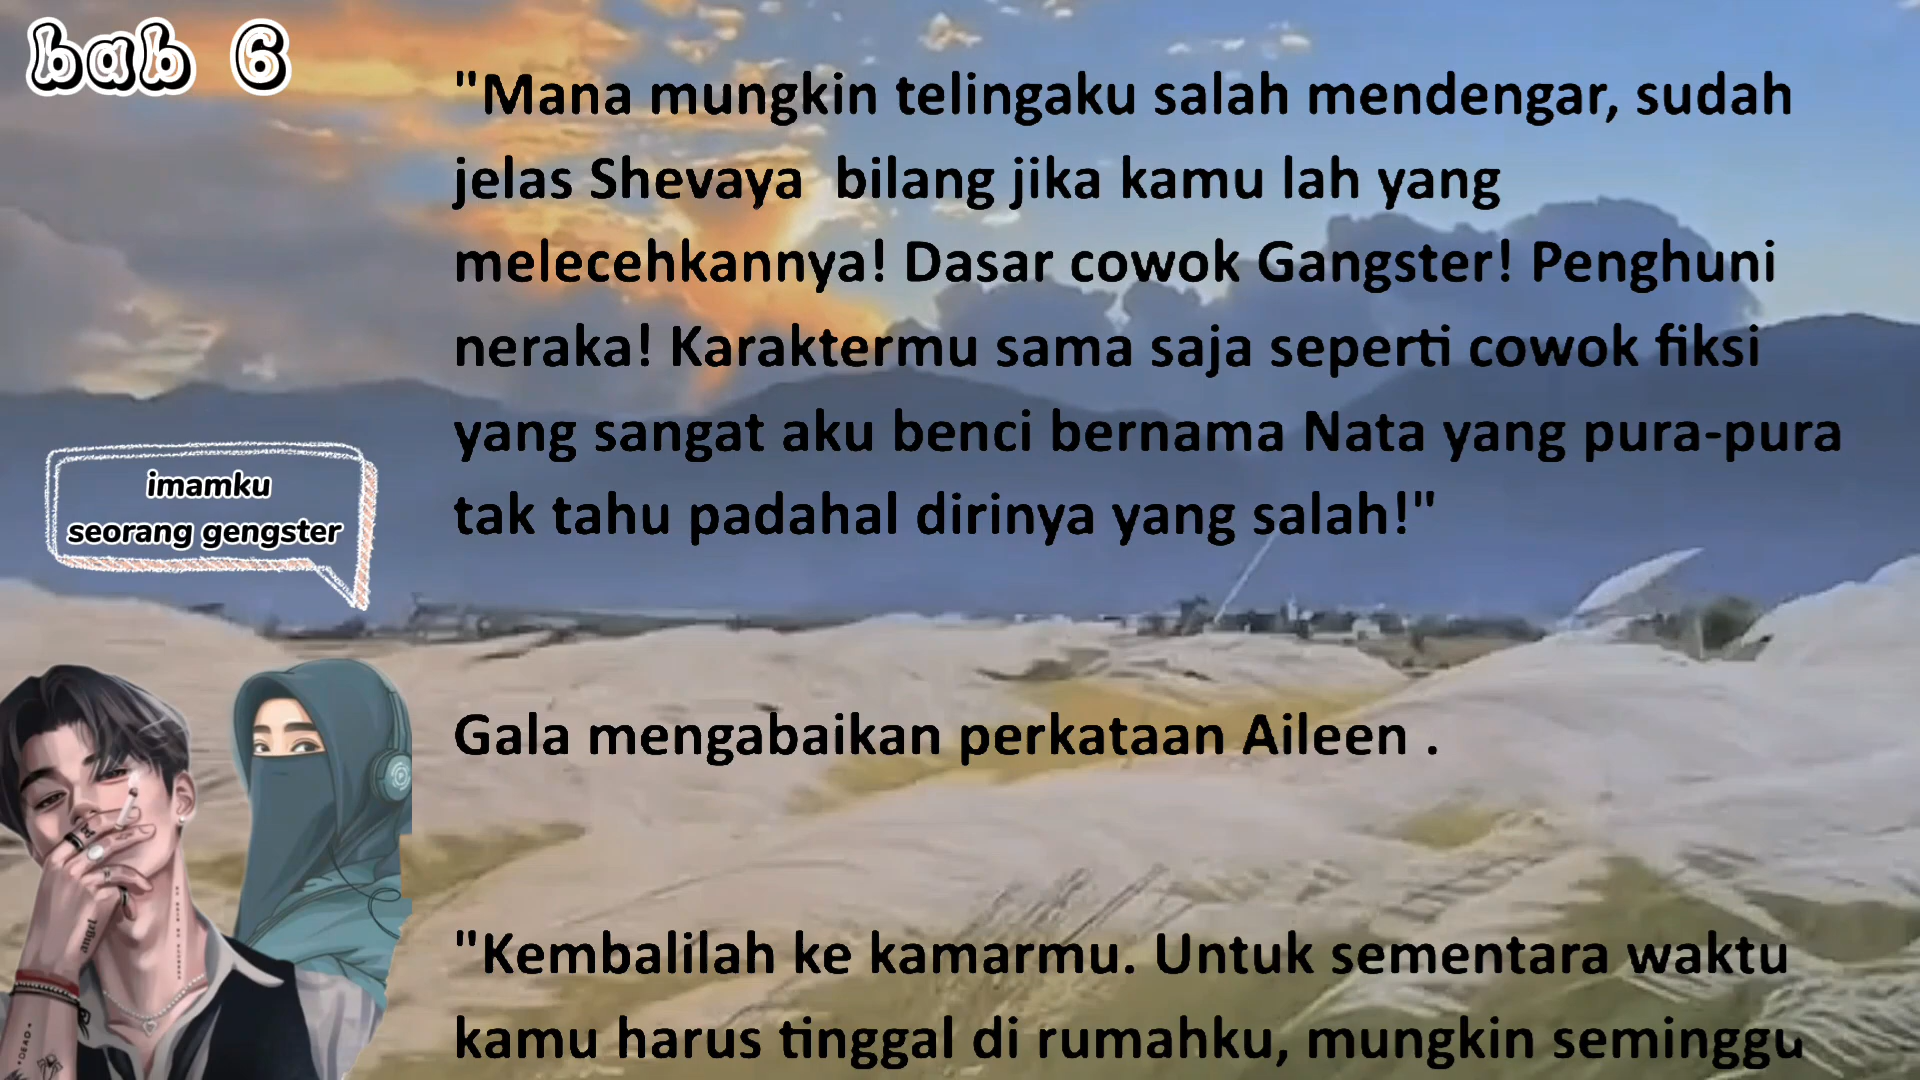 bab 6
"Mana mungkin telingaku salah mendengar, sudah
jelas Shevaya  bilang jika kamu lah yang
melecehkannya! Dasar cowok Gangster! Penghuni
neraka! Karaktermu sama saja seperti cowok fiksi
yang sangat aku benci bernama Nata yang pura-pura
tak tahu padahal dirinya yang salah!"
imamku
seorang gengster
Gala mengabaikan perkataan Aileen .
"Kembalilah ke kamarmu. Untuk sementara waktu
kamu harus tinggal di rumahku, mungkin seminggu
angel
DEAD